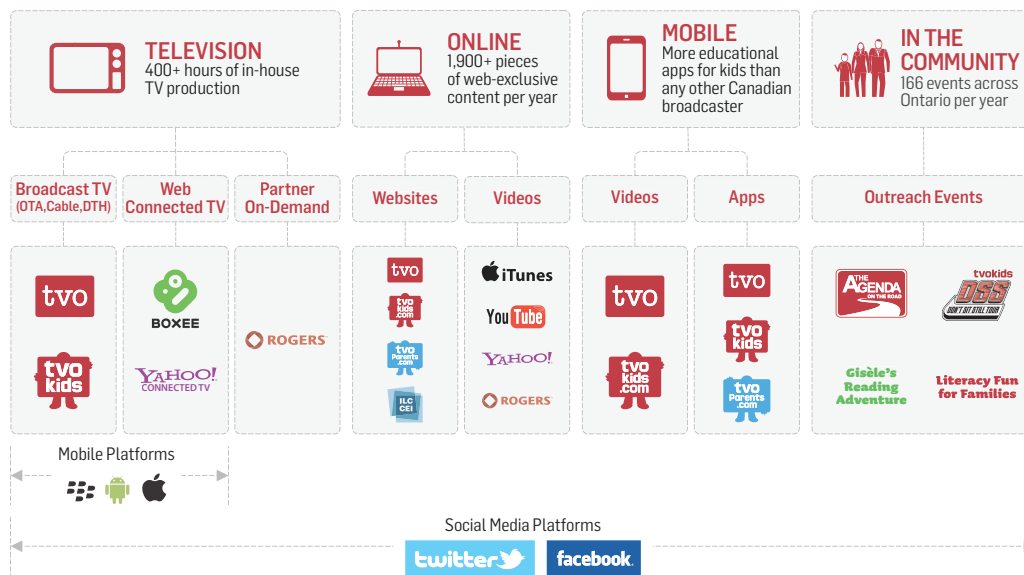 TELEVISION
400+ hours of in-house
TV production
ONLINE
1,900+ pieces
of web-exclusive
content per year
MOBILE
More educational
apps for kids than
any other Canadian
broadcaster
IN THE
COMMUNITY
166 events across
Ontario per year
Broadcast TV
(OTA,Cable,DTH)
Web
Connected TV
Partner
On-Demand
Websites
Videos
Videos
Apps
Outreach Events
tvo
tvo
kids
BOXEE
YAHOO!
CONNECTED TV
ROGERS
tvo
tvo
kids
.com
tvo
Parents
.com
ILC
CEI
iTunes
YouTube
YAHOO!
ROGERS
tvo
tvo
kids
.com
tvo
tvo
kids
tvo
Parents
.com
THE
AGENDA
ON THE ROAD
tvokids
DSS
DON'T SIT STILL TOUR
Gisèle's
Reading
Adventure
Literacy Fun
for Families
Mobile Platforms
Social Media Platforms
twitter
facebook